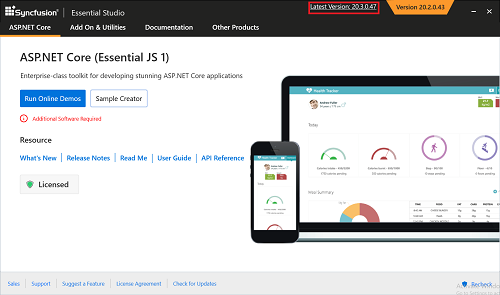 Syncfusion | Essential Studio
Latest Version: 20.3.0.47
Version 20.2.0.43
ASP.NET Core
Add On & Utilities
Documentation
Other Products
ASP.NET Core (Essential JS 1)
Enterprise-class toolkit for developing stunning ASP.NET Core applications
Run Online Demos
Sample Creator
Additional Software Required
Resource
What's New
Release Notes
Read Me
User Guide
API Reference
Licensed
Health Tracker
Today
Sales
Support
Suggest a Feature
License Agreement
Check for Updates
Recheck